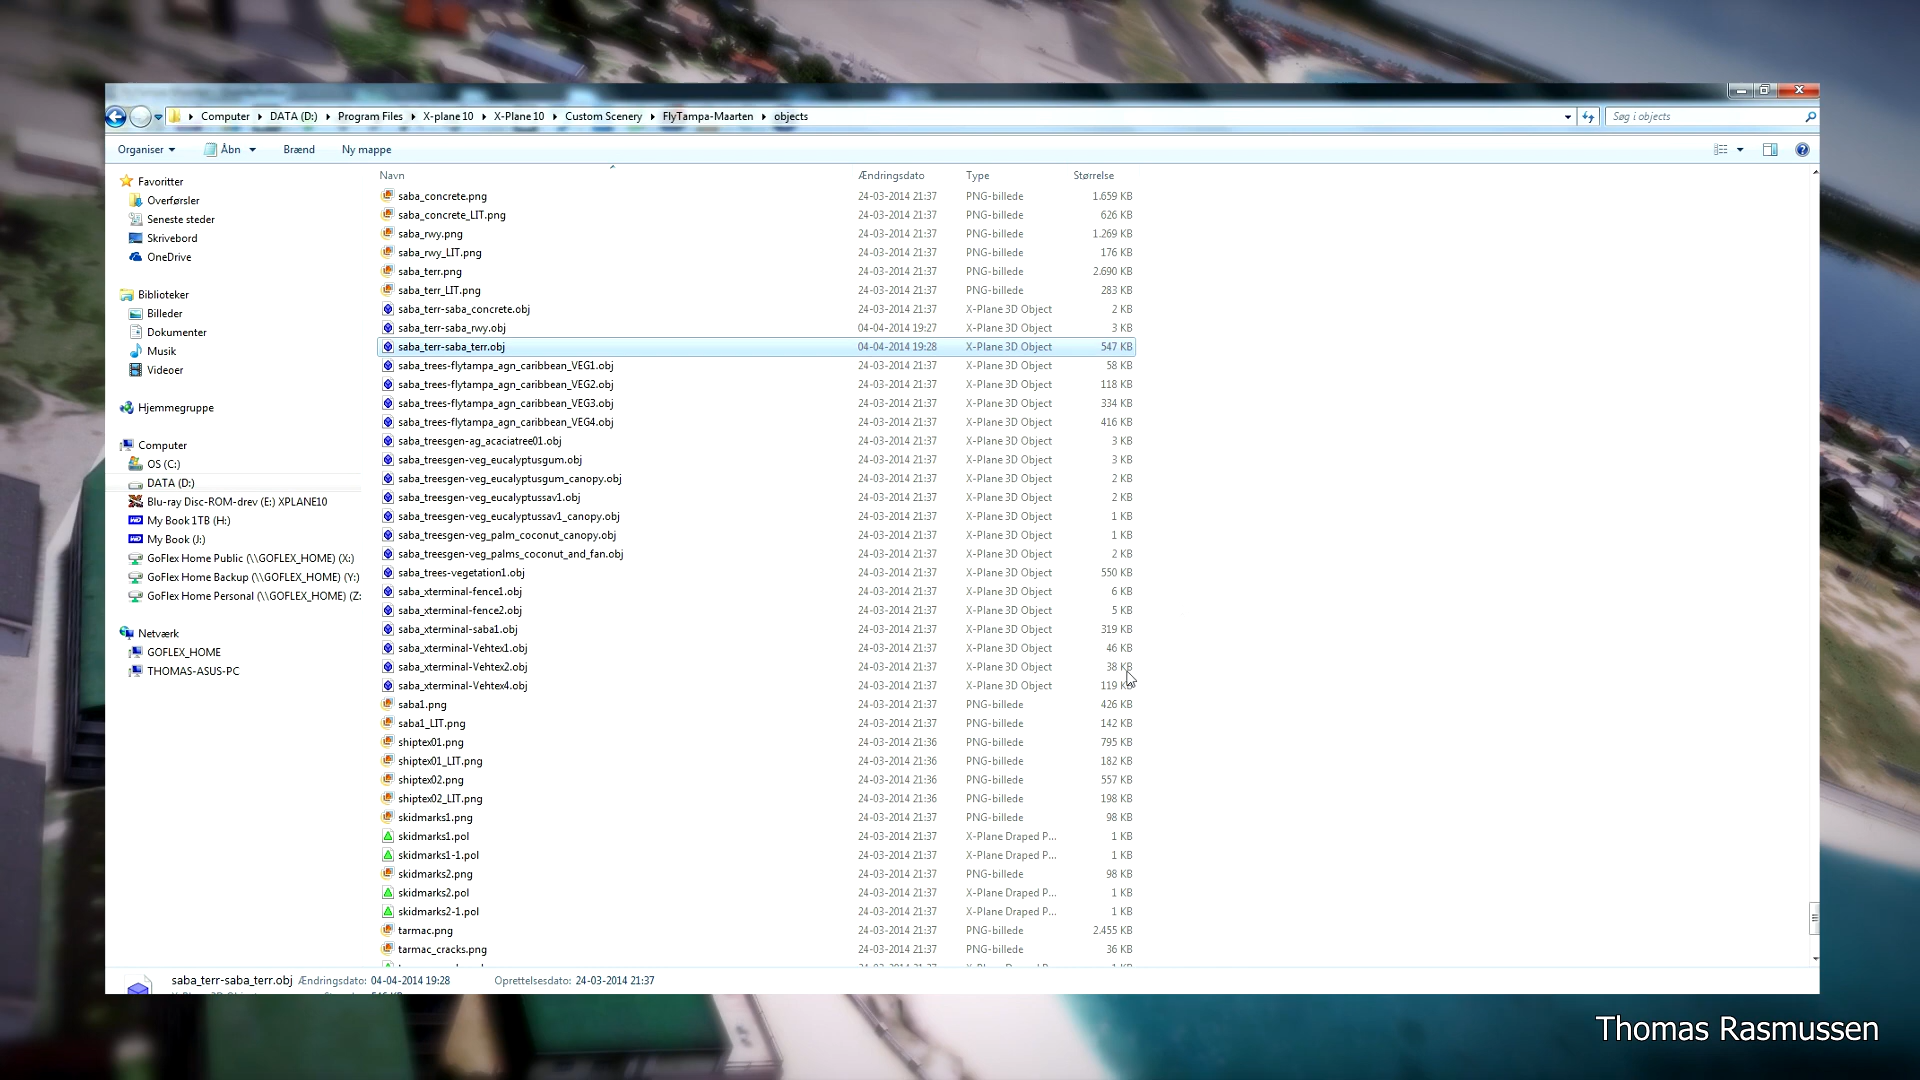 Computer ▸ DATA (D:) ▸ Program Files ▸ X-plane 10 ▸ X-Plane 10 ▸ Custom Scenery ▸ FlyTampa-Maarten ▸ objects
Søg i objects
Organiser Åbn Brænd Ny mappe
Favoritter
Overførsler
Seneste steder
Skrivebord
OneDrive
Biblioteker
Billeder
Dokumenter
Musik
Videoer
Hjemmegruppe
Computer
OS (C:)
DATA (D:)
Blu-ray Disc-ROM-drev (E:) XPLANE10
My Book 1TB (H:)
My Book (J:)
GoFlex Home Public (\\GOFLEX_HOME) (X:)
GoFlex Home Backup (\\GOFLEX_HOME) (Y:)
GoFlex Home Personal (\\GOFLEX_HOME) (Z:
Netværk
GOFLEX_HOME
THOMAS-ASUS-PC
Navn Ændringsdato Type Størrelse
saba_concrete.png 24-03-2014 21:37 PNG-billede 1.659 KB
saba_concrete_LIT.png 24-03-2014 21:37 PNG-billede 626 KB
saba_rwy.png 24-03-2014 21:37 PNG-billede 1.269 KB
saba_rwy_LIT.png 24-03-2014 21:37 PNG-billede 176 KB
saba_terr.png 24-03-2014 21:37 PNG-billede 2.690 KB
saba_terr_LIT.png 24-03-2014 21:37 PNG-billede 283 KB
saba_terr-saba_concrete.obj 24-03-2014 21:37 X-Plane 3D Object 2 KB
saba_terr-saba_rwy.obj 04-04-2014 19:27 X-Plane 3D Object 3 KB
saba_terr-saba_terr.obj 04-04-2014 19:28 X-Plane 3D Object 547 KB
saba_trees-flytampa_agn_caribbean_VEG1.obj 24-03-2014 21:37 X-Plane 3D Object 58 KB
saba_trees-flytampa_agn_caribbean_VEG2.obj 24-03-2014 21:37 X-Plane 3D Object 118 KB
saba_trees-flytampa_agn_caribbean_VEG3.obj 24-03-2014 21:37 X-Plane 3D Object 334 KB
saba_trees-flytampa_agn_caribbean_VEG4.obj 24-03-2014 21:37 X-Plane 3D Object 416 KB
saba_treesgen-ag_acaciatree01.obj 24-03-2014 21:37 X-Plane 3D Object 3 KB
saba_treesgen-veg_eucalyptusgum.obj 24-03-2014 21:37 X-Plane 3D Object 3 KB
saba_treesgen-veg_eucalyptusgum_canopy.obj 24-03-2014 21:37 X-Plane 3D Object 2 KB
saba_treesgen-veg_eucalyptussav1.obj 24-03-2014 21:37 X-Plane 3D Object 2 KB
saba_treesgen-veg_eucalyptussav1_canopy.obj 24-03-2014 21:37 X-Plane 3D Object 1 KB
saba_treesgen-veg_palm_coconut_canopy.obj 24-03-2014 21:37 X-Plane 3D Object 1 KB
saba_treesgen-veg_palms_coconut_and_fan.obj 24-03-2014 21:37 X-Plane 3D Object 2 KB
saba_trees-vegetation1.obj 24-03-2014 21:37 X-Plane 3D Object 550 KB
saba_xterminal-fence1.obj 24-03-2014 21:37 X-Plane 3D Object 6 KB
saba_xterminal-fence2.obj 24-03-2014 21:37 X-Plane 3D Object 5 KB
saba_xterminal-saba1.obj 24-03-2014 21:37 X-Plane 3D Object 319 KB
saba_xterminal-Vehtex1.obj 24-03-2014 21:37 X-Plane 3D Object 46 KB
saba_xterminal-Vehtex2.obj 24-03-2014 21:37 X-Plane 3D Object 38 KB
saba_xterminal-Vehtex4.obj 24-03-2014 21:37 X-Plane 3D Object 119 KB
saba1.png 24-03-2014 21:37 PNG-billede 426 KB
saba1_LIT.png 24-03-2014 21:37 PNG-billede 142 KB
shiptex01.png 24-03-2014 21:36 PNG-billede 795 KB
shiptex01_LIT.png 24-03-2014 21:36 PNG-billede 182 KB
shiptex02.png 24-03-2014 21:36 PNG-billede 557 KB
shiptex02_LIT.png 24-03-2014 21:36 PNG-billede 198 KB
skidmarks1.png 24-03-2014 21:37 PNG-billede 98 KB
skidmarks1.pol 24-03-2014 21:37 X-Plane Draped P... 1 KB
skidmarks1-1.pol 24-03-2014 21:37 X-Plane Draped P... 1 KB
skidmarks2.png 24-03-2014 21:37 PNG-billede 98 KB
skidmarks2.pol 24-03-2014 21:37 X-Plane Draped P... 1 KB
skidmarks2-1.pol 24-03-2014 21:37 X-Plane Draped P... 1 KB
tarmac.png 24-03-2014 21:37 PNG-billede 2.455 KB
tarmac_cracks.png 24-03-2014 21:37 PNG-billede 36 KB
saba_terr-saba_terr.obj Ændringsdato: 04-04-2014 19:28 Oprettelsesdato: 24-03-2014 21:37
Thomas Rasmussen